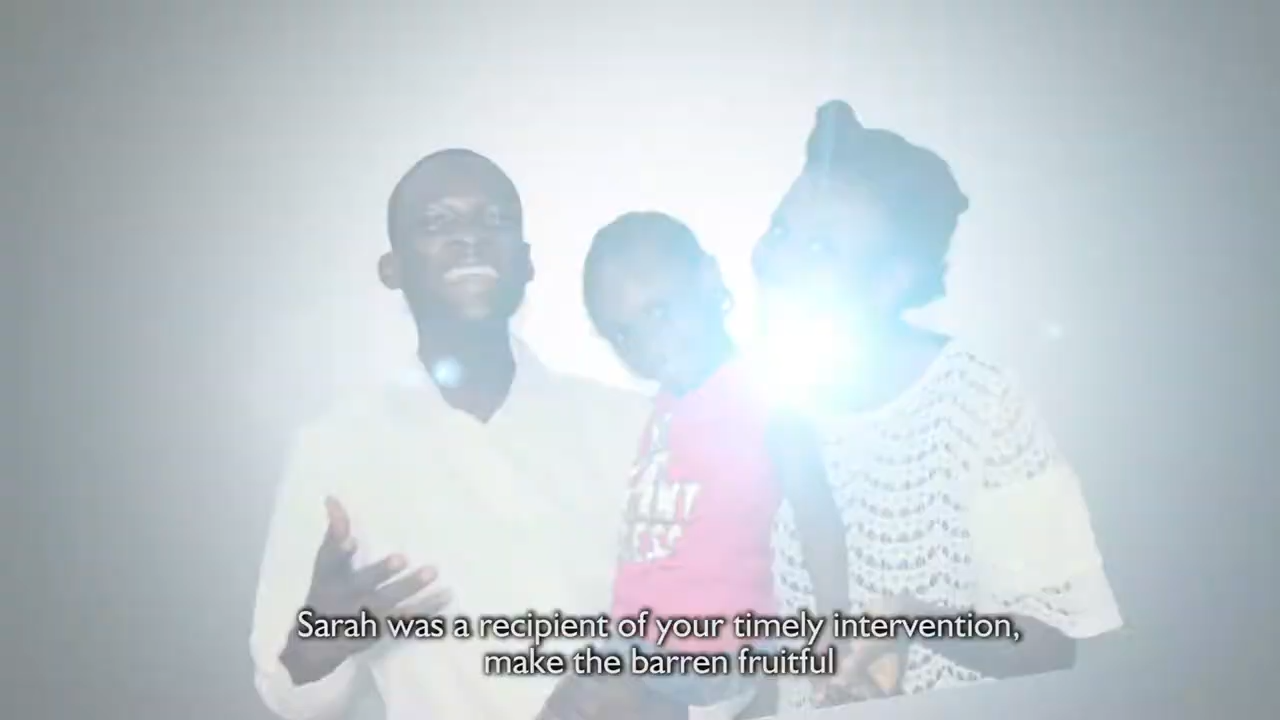 Sarah was a recipient of your timely intervention,
make the barren fruitful